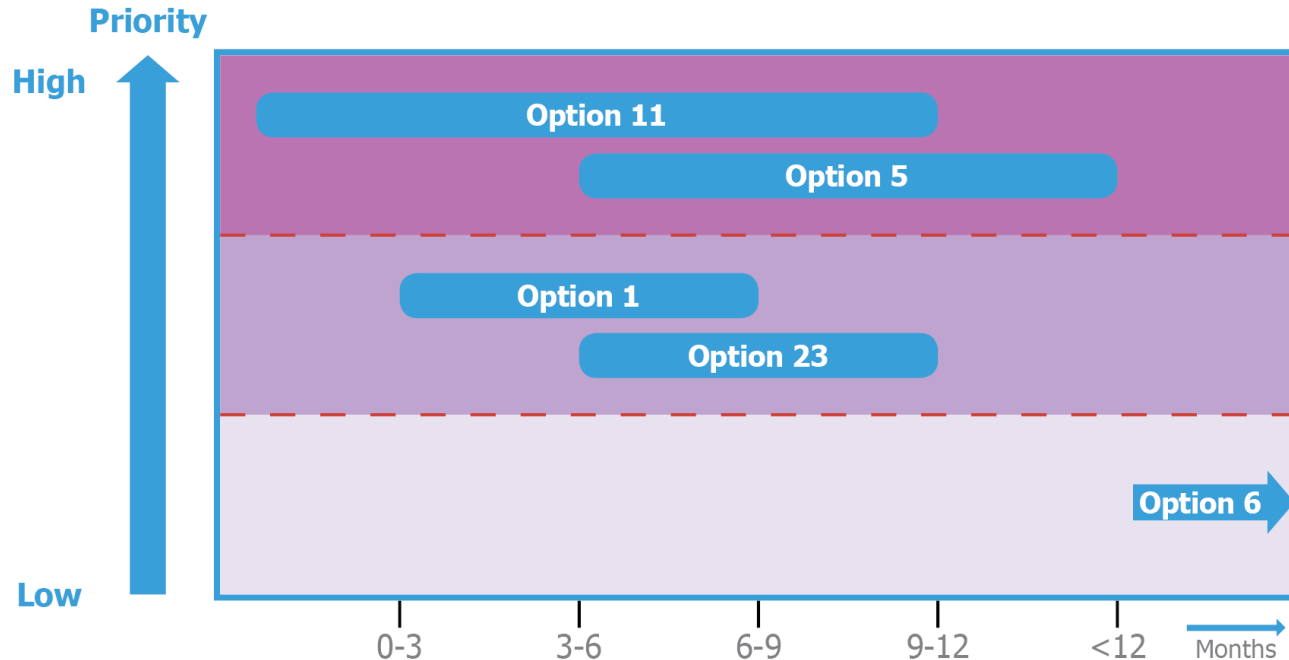 Priority
High
Option 11
Option 5
Option 1
Option 23
Option 6
Low
0-3
3-6
6-9
9-12
<12
Months